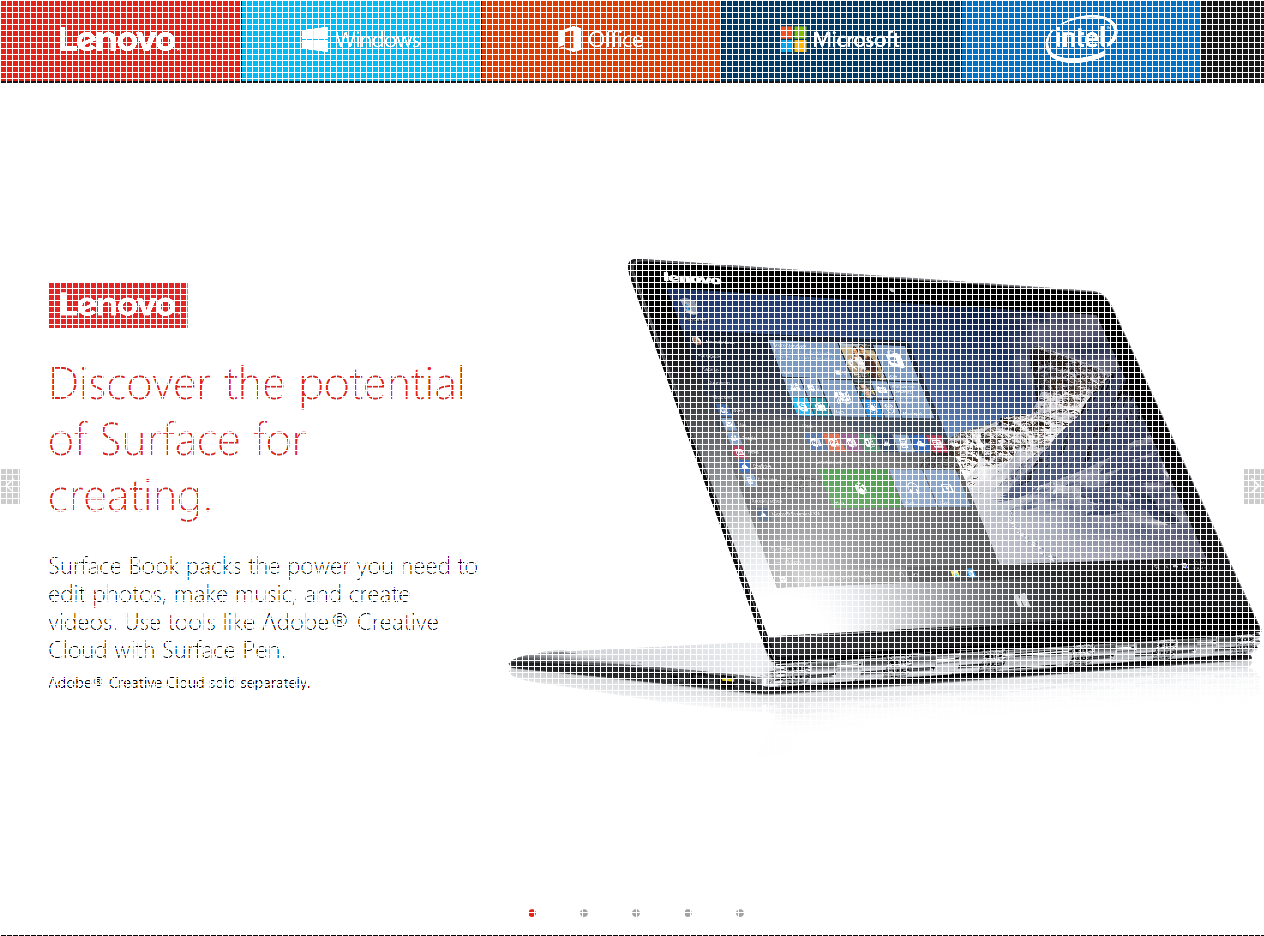 Lenovo
Windows
Office
Microsoft
intel
lenovo
Lenovo
Discover the potential
of Surface for
creating.
Surface Book packs the power you need to
edit photos, make music, and create
videos. Use tools like Adobe® Creative
Cloud with Surface Pen.
Adobe® Creative Cloud sold separately.